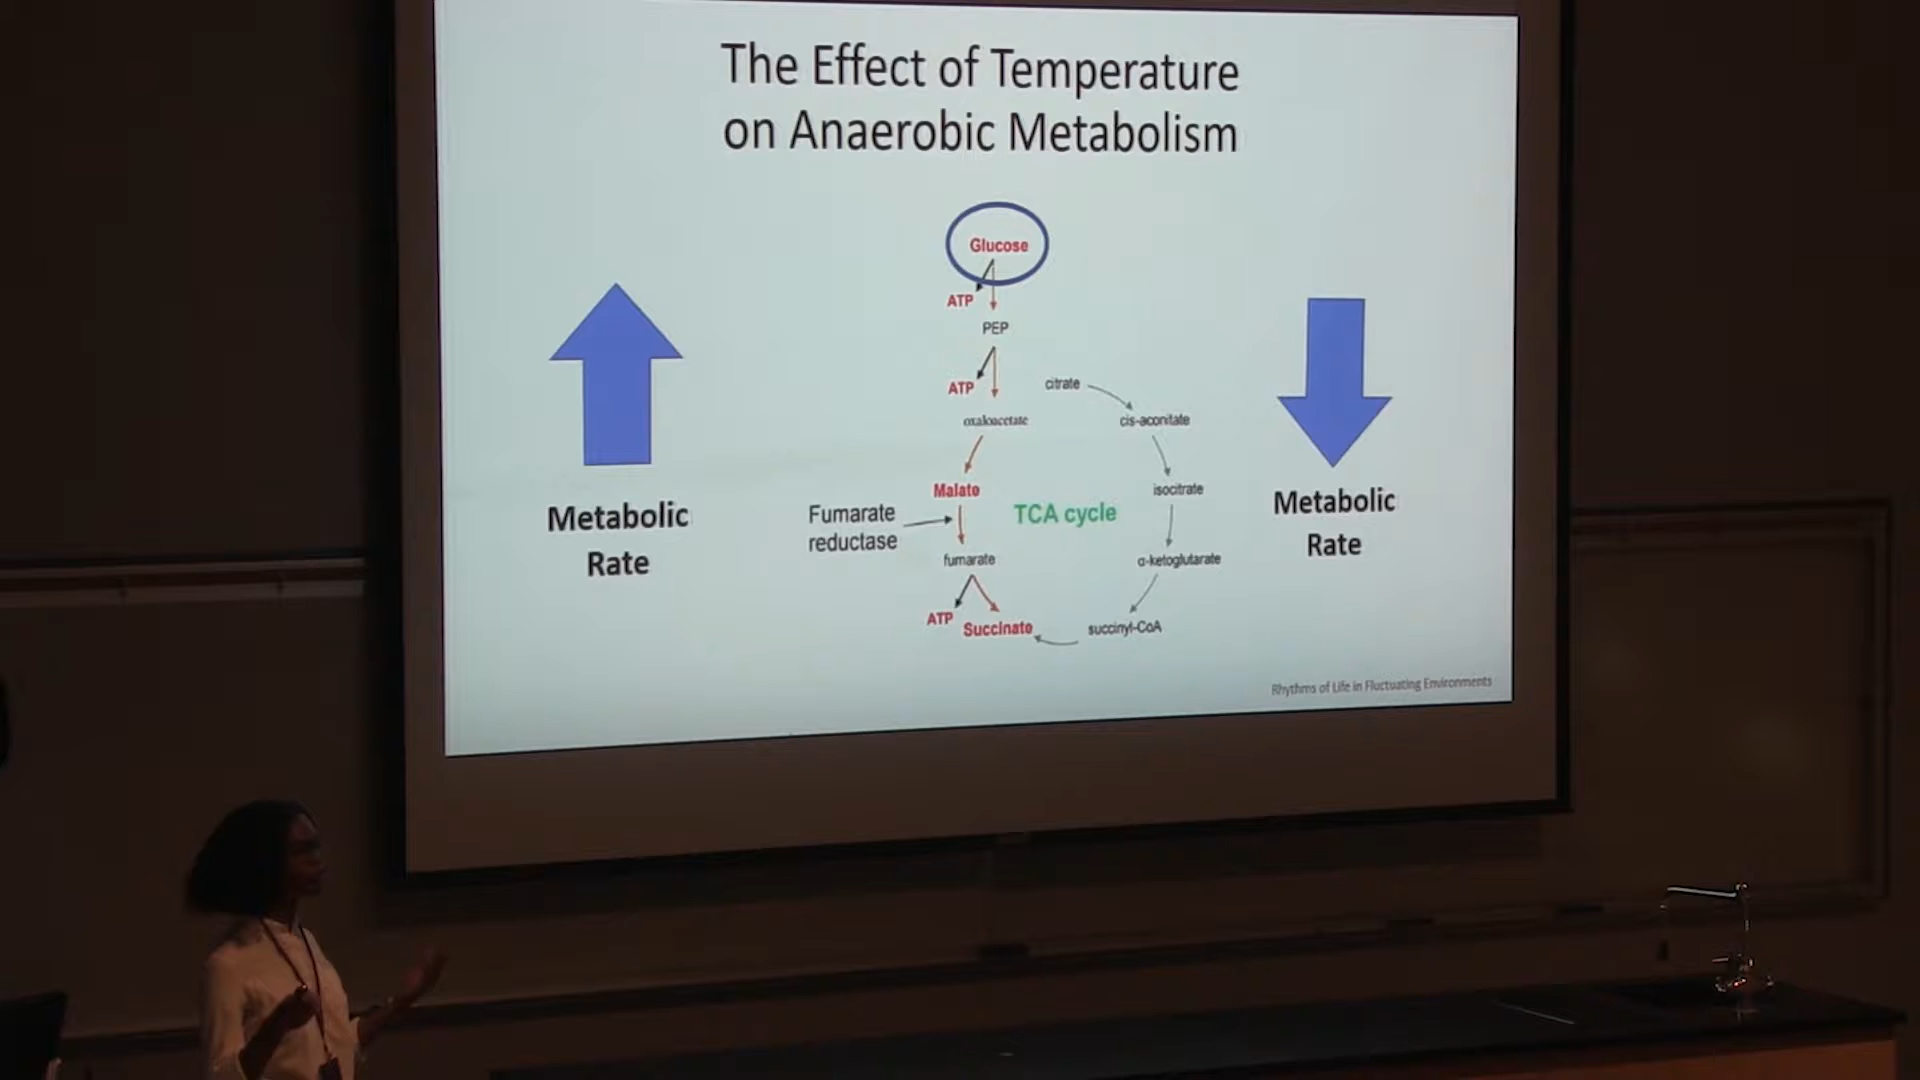 The Effect of Temperature
on Anaerobic Metabolism
Glucose
ATP
PEP
ATP
citrate
oxaloacetate
cis-aconitate
Malate
isocitrate
Fumarate
reductase
TCA cycle
Metabolic
Rate
Metabolic
Rate
fumarate
α-ketoglutarate
ATP
Succinate
succinyl-CoA
Rhythms of Life in Fluctuating Environments